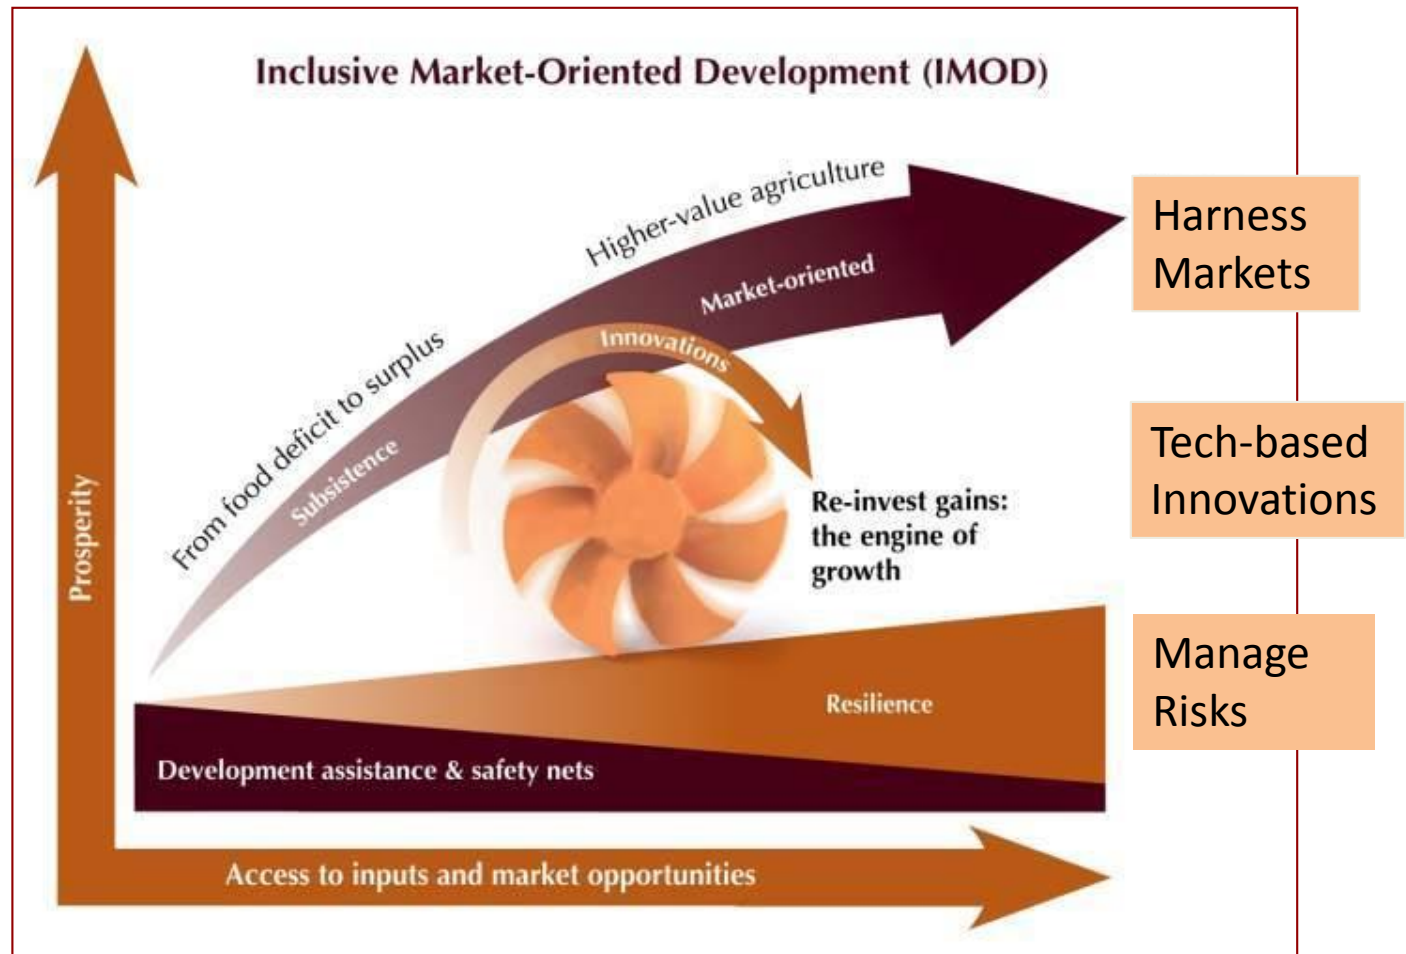 Inclusive Market-Oriented Development (IMOD)
Higher-value agriculture
Harness
Markets
Market-oriented
Innovations
From food deficit to surplus
Subsistence
Tech-based
Innovations
Re-invest gains:
the engine of
growth
Prosperity
Manage
Risks
Resilience
Development assistance & safety nets
Access to inputs and market opportunities